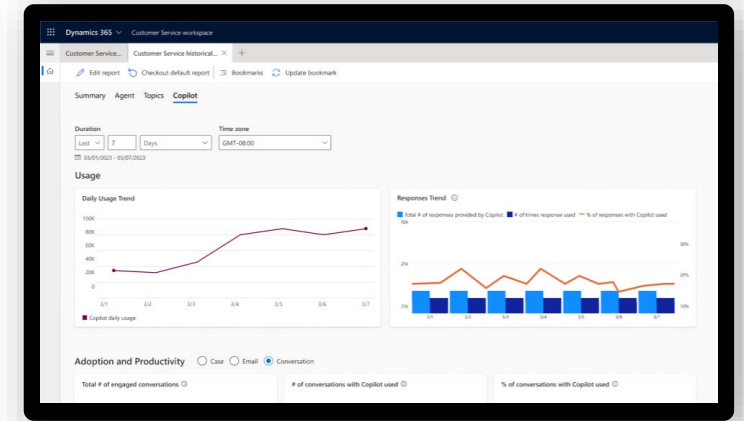 Dynamics 365 Customer Service workspace
Customer Service... Customer Service historical... × +
Edit report Checkout default report Bookmarks Update bookmark
Summary Agent Topics Copilot
Duration Time zone
Last 7 Days GMT-08:00
03/01/2023 - 03/07/2023
Usage
Daily Usage Trend
100K
80K
60K
40K
20K
0
3/1 3/2 3/3 3/4 3/5 3/6 3/7
Copilot daily usage
Responses Trend
Total # of responses provided by Copilot # of times response used % of responses with Copilot used
30%
25k
20%
10%
3/1 3/2 3/3 3/4 3/5 3/6 3/7
Adoption and Productivity Case Email Conversation
Total # of engaged conversations # of conversations with Copilot used % of conversations with Copilot used